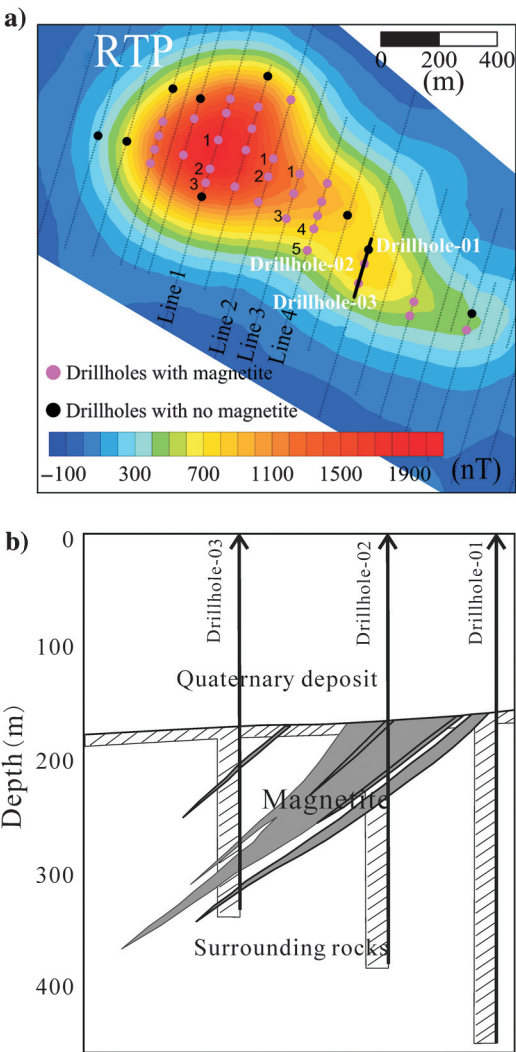 a)
RTP
0 200 400
(m)
1
2
3
1
2
1
3
4
5
Drillhole-01
Drillhole-02
Drillhole-03
Line 1
Line 2
Line 3
Line 4
Drillholes with magnetite
Drillholes with no magnetite
−100 300 700 1100 1500 1900 (nT)
b)
0
100
200
300
400
Depth (m)
Drillhole-03
Drillhole-02
Drillhole-01
Quaternary deposit
Magnetite
Surrounding rocks